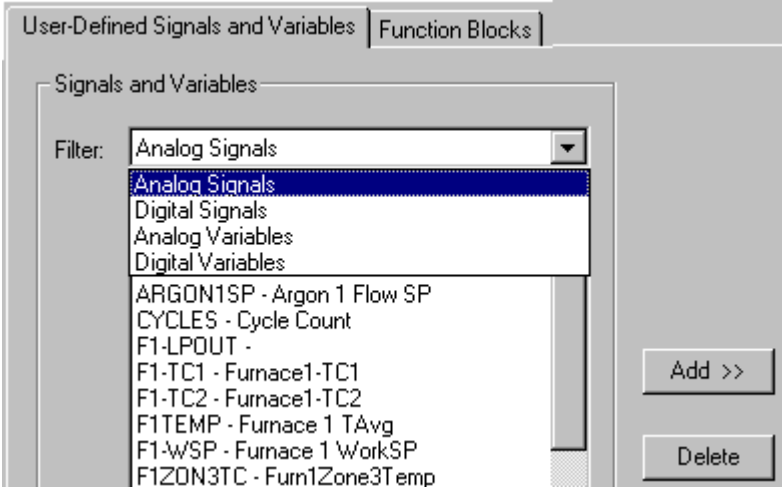 User-Defined Signals and Variables Function Blocks
Signals and Variables
Filter: Analog Signals
Analog Signals
Digital Signals
Analog Variables
Digital Variables
ARGON1SP - Argon 1 Flow SP
CYCLES - Cycle Count
F1-LPOUT -
F1-TC1 - Furnace1-TC1
Add >>
F1-TC2 - Furnace1-TC2
F1TEMP - Furnace 1 TAvg
F1-WSP - Furnace 1 WorkSP
Delete
F1ZON3TC - Furn1Zone3Temp